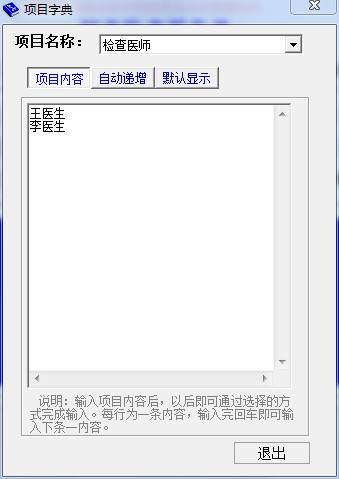 项目字典
项目名称：
检查医师
项目内容
自动递增
默认显示
王医生
李医生
说明：输入项目内容后，以后即可通过选择的方
式完成输入。每行为一条内容，输入完回车即可输
入下条一内容。
退出